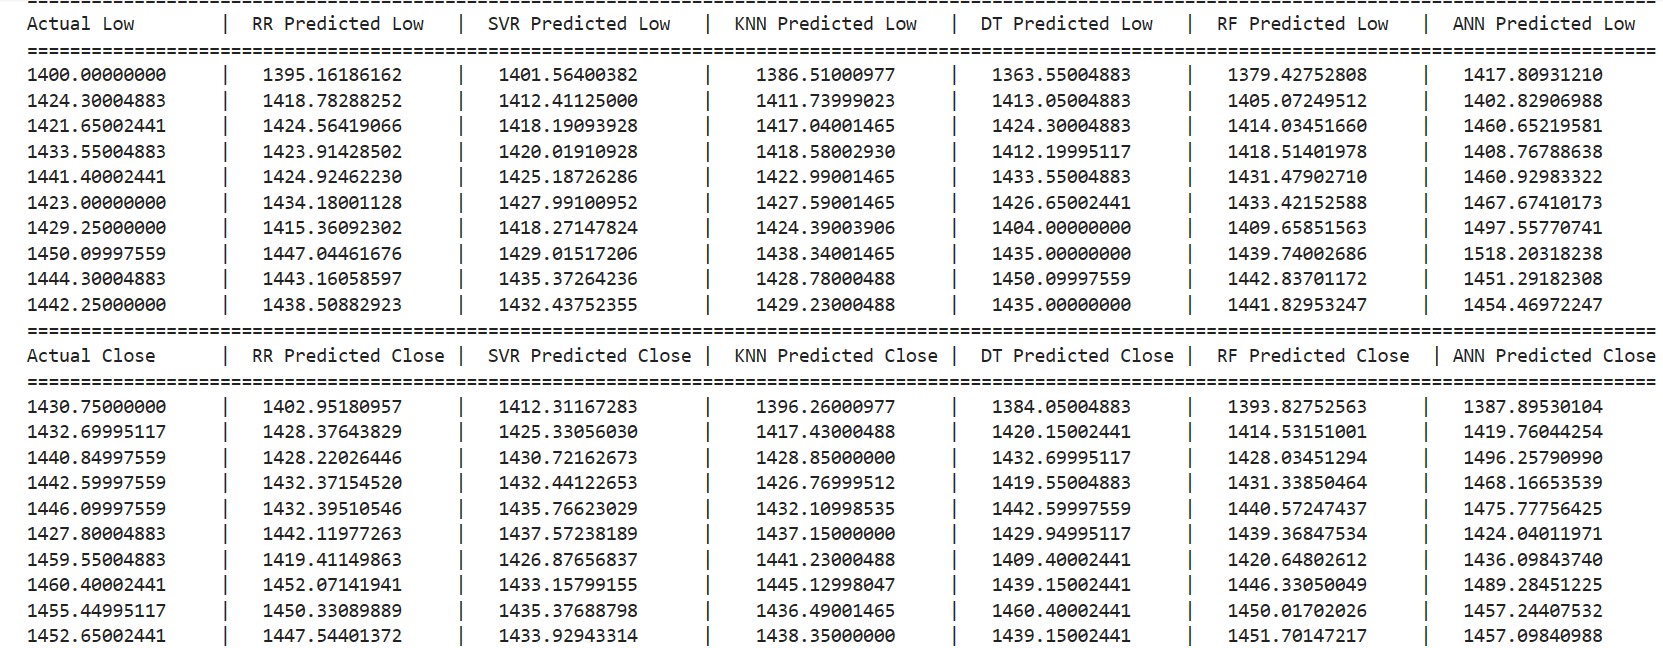 Actual Low | RR Predicted Low | SVR Predicted Low | KNN Predicted Low | DT Predicted Low | RF Predicted Low | ANN Predicted Low
1400.00000000 | 1395.16186162 | 1401.56400382 | 1386.51000977 | 1363.55004883 | 1379.42752808 | 1417.80931210
1424.30004883 | 1418.78288252 | 1412.41125000 | 1411.73999023 | 1413.05004883 | 1405.07249512 | 1402.82906988
1421.65002441 | 1424.56419066 | 1418.19093928 | 1417.04001465 | 1424.30004883 | 1414.03451660 | 1460.65219581
1433.55004883 | 1423.91428502 | 1420.01910928 | 1418.58002930 | 1412.19995117 | 1418.51401978 | 1408.76788638
1441.40002441 | 1424.92462230 | 1425.18726286 | 1422.99001465 | 1433.55004883 | 1431.47902710 | 1460.92983322
1423.00000000 | 1434.18001128 | 1427.99100952 | 1427.59001465 | 1426.65002441 | 1433.42152588 | 1467.67410173
1429.25000000 | 1415.36092302 | 1418.27147824 | 1424.39003906 | 1404.00000000 | 1409.65851563 | 1497.55770741
1450.09997559 | 1447.04461676 | 1429.01517206 | 1438.34001465 | 1435.00000000 | 1439.74002686 | 1518.20318238
1444.30004883 | 1443.16058597 | 1435.37264236 | 1428.78000488 | 1450.09997559 | 1442.83701172 | 1451.29182308
1442.25000000 | 1438.50882923 | 1432.43752355 | 1429.23000488 | 1435.00000000 | 1441.82953247 | 1454.46972247
Actual Close | RR Predicted Close | SVR Predicted Close | KNN Predicted Close | DT Predicted Close | RF Predicted Close | ANN Predicted Close
1430.75000000 | 1402.95180957 | 1412.31167283 | 1396.26000977 | 1384.05004883 | 1393.82752563 | 1387.89530104
1432.69995117 | 1428.37643829 | 1425.33056030 | 1417.43000488 | 1420.15002441 | 1414.53151001 | 1419.76044254
1440.84997559 | 1428.22026446 | 1430.72162673 | 1428.85000000 | 1432.69995117 | 1428.03451294 | 1496.25790990
1442.59997559 | 1432.37154520 | 1432.44122653 | 1426.76999512 | 1419.55004883 | 1431.33850464 | 1468.16653539
1446.09997559 | 1432.39510546 | 1435.76623029 | 1432.10998535 | 1442.59997559 | 1440.57247437 | 1475.77756425
1427.80004883 | 1442.11977263 | 1437.57238189 | 1437.15000000 | 1429.94995117 | 1439.36847534 | 1424.04011971
1459.55004883 | 1419.41149863 | 1426.87656837 | 1441.23000488 | 1409.40002441 | 1420.64802612 | 1436.09843740
1460.40002441 | 1452.07141941 | 1433.15799155 | 1445.12998047 | 1439.15002441 | 1446.33050049 | 1489.28451225
1455.44995117 | 1450.33089889 | 1435.37688798 | 1436.49001465 | 1460.40002441 | 1450.01702026 | 1457.24407532
1452.65002441 | 1447.54401372 | 1433.92943314 | 1438.35000000 | 1439.15002441 | 1451.70147217 | 1457.09840988